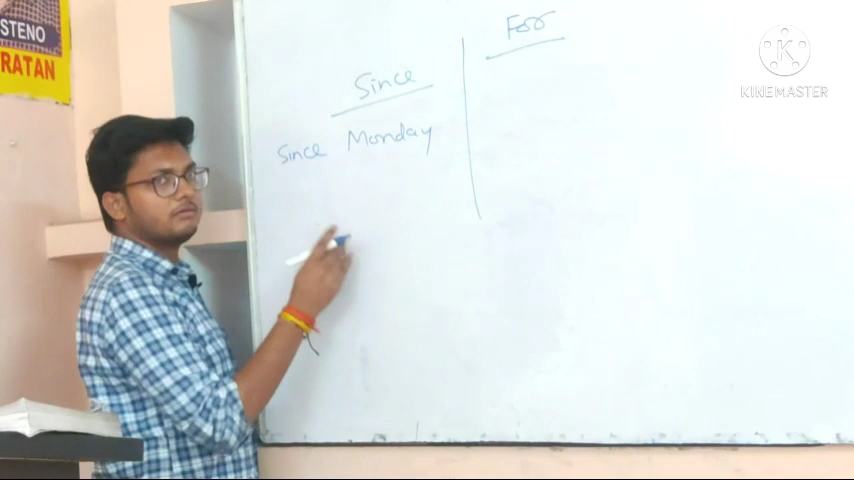 STENO
RATAN
Since
For
Since Monday
K
KINEMASTER